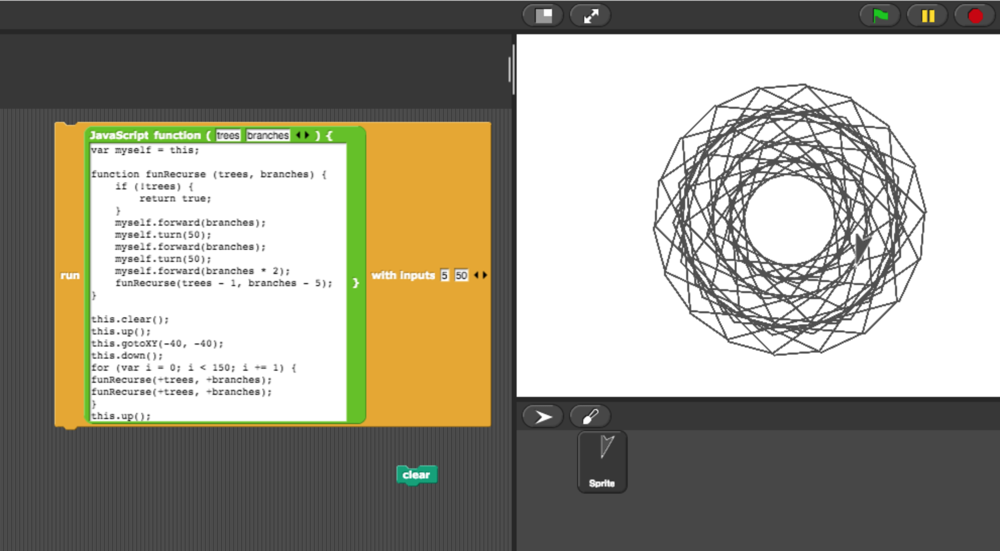 JavaScript function ( trees branches ) {
var myself = this;
function funRecurse (trees, branches) {
if (!trees) {
return true;
}
myself.forward(branches);
myself.turn(50);
myself.forward(branches);
myself.turn(50);
myself.forward(branches * 2);
funRecurse(trees - 1, branches - 5);
}
this.clear();
this.up();
this.gotoXY(-40, -40);
this.down();
for (var i = 0; i < 150; i += 1) {
funRecurse(+trees, +branches);
funRecurse(+trees, +branches);
}
this.up();
run
}
with inputs 5 50
clear
Sprite